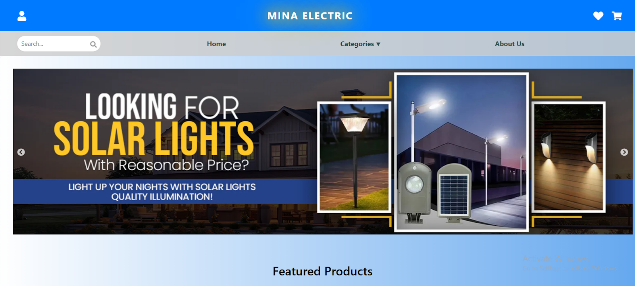 MINA ELECTRIC
Search...
Home
Categories ▾
About Us
LOOKING FOR
SOLAR LIGHTS
With Reasonable Price?
LIGHT UP YOUR NIGHTS WITH SOLAR LIGHTS
QUALITY ILLUMINATION!
Featured Products